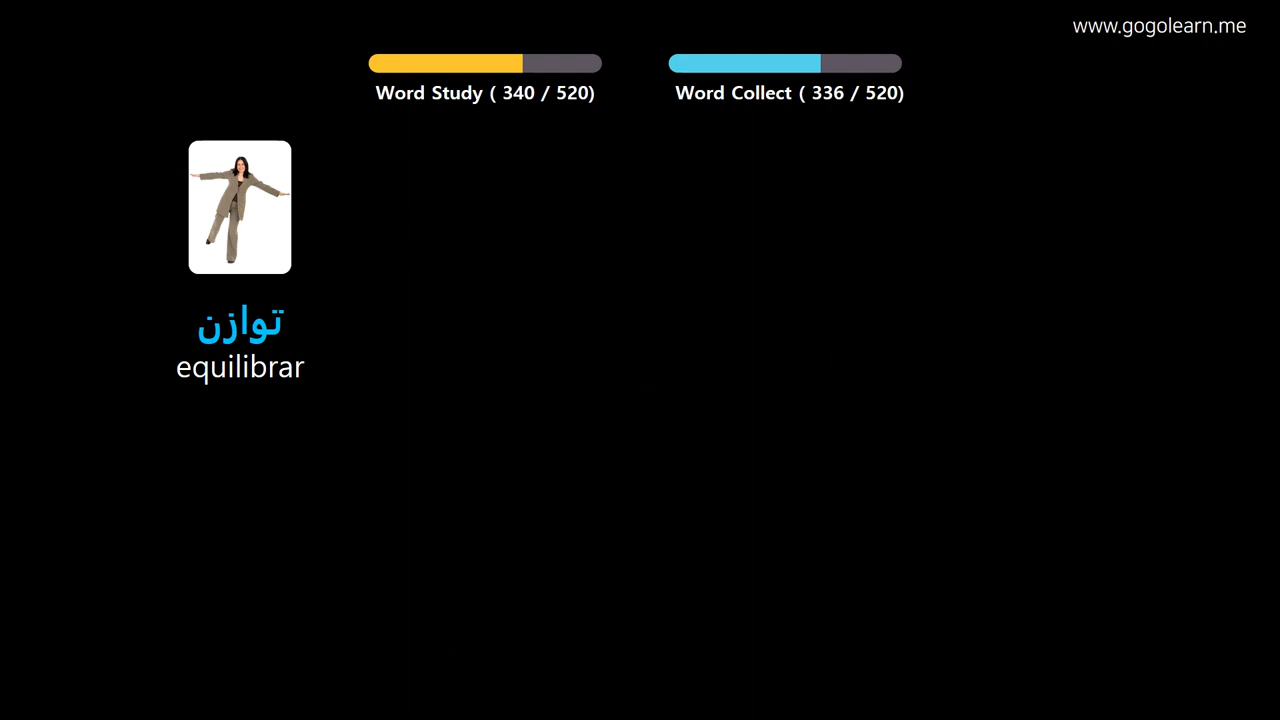 www.gogolearn.me
Word Study ( 340 / 520)
Word Collect ( 336 / 520)
توازن
equilibrar